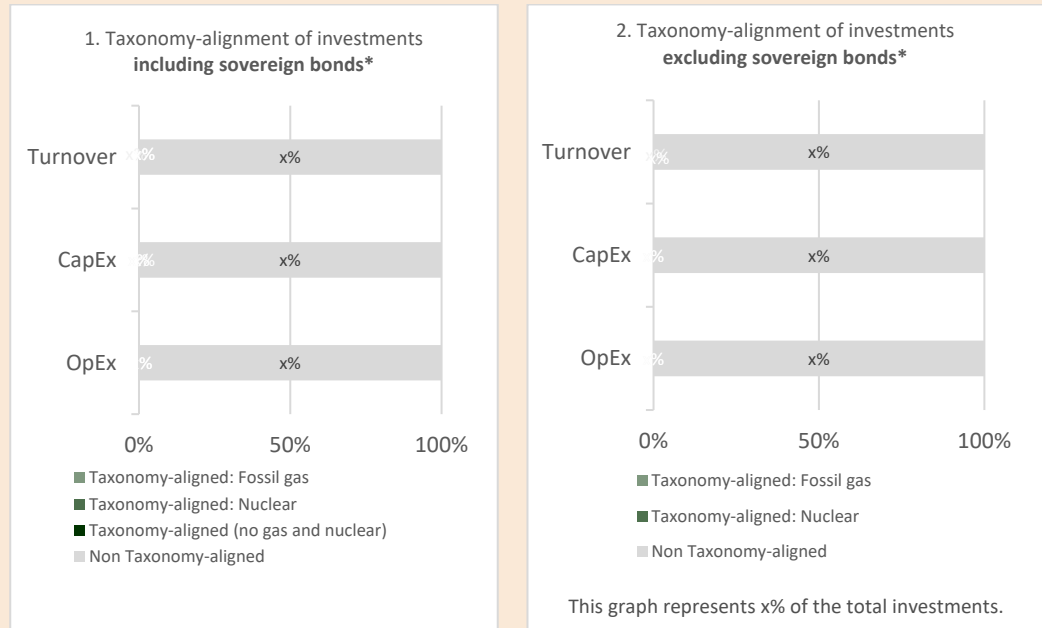 1. Taxonomy-alignment of investments
including sovereign bonds*
Turnover
x%
CapEx
x%
OpEx
x%
0% 50% 100%
Taxonomy-aligned: Fossil gas
Taxonomy-aligned: Nuclear
Taxonomy-aligned (no gas and nuclear)
Non Taxonomy-aligned
2. Taxonomy-alignment of investments
excluding sovereign bonds*
Turnover
x%
CapEx
x%
OpEx
x%
0% 50% 100%
Taxonomy-aligned: Fossil gas
Taxonomy-aligned: Nuclear
Non Taxonomy-aligned
This graph represents x% of the total investments.